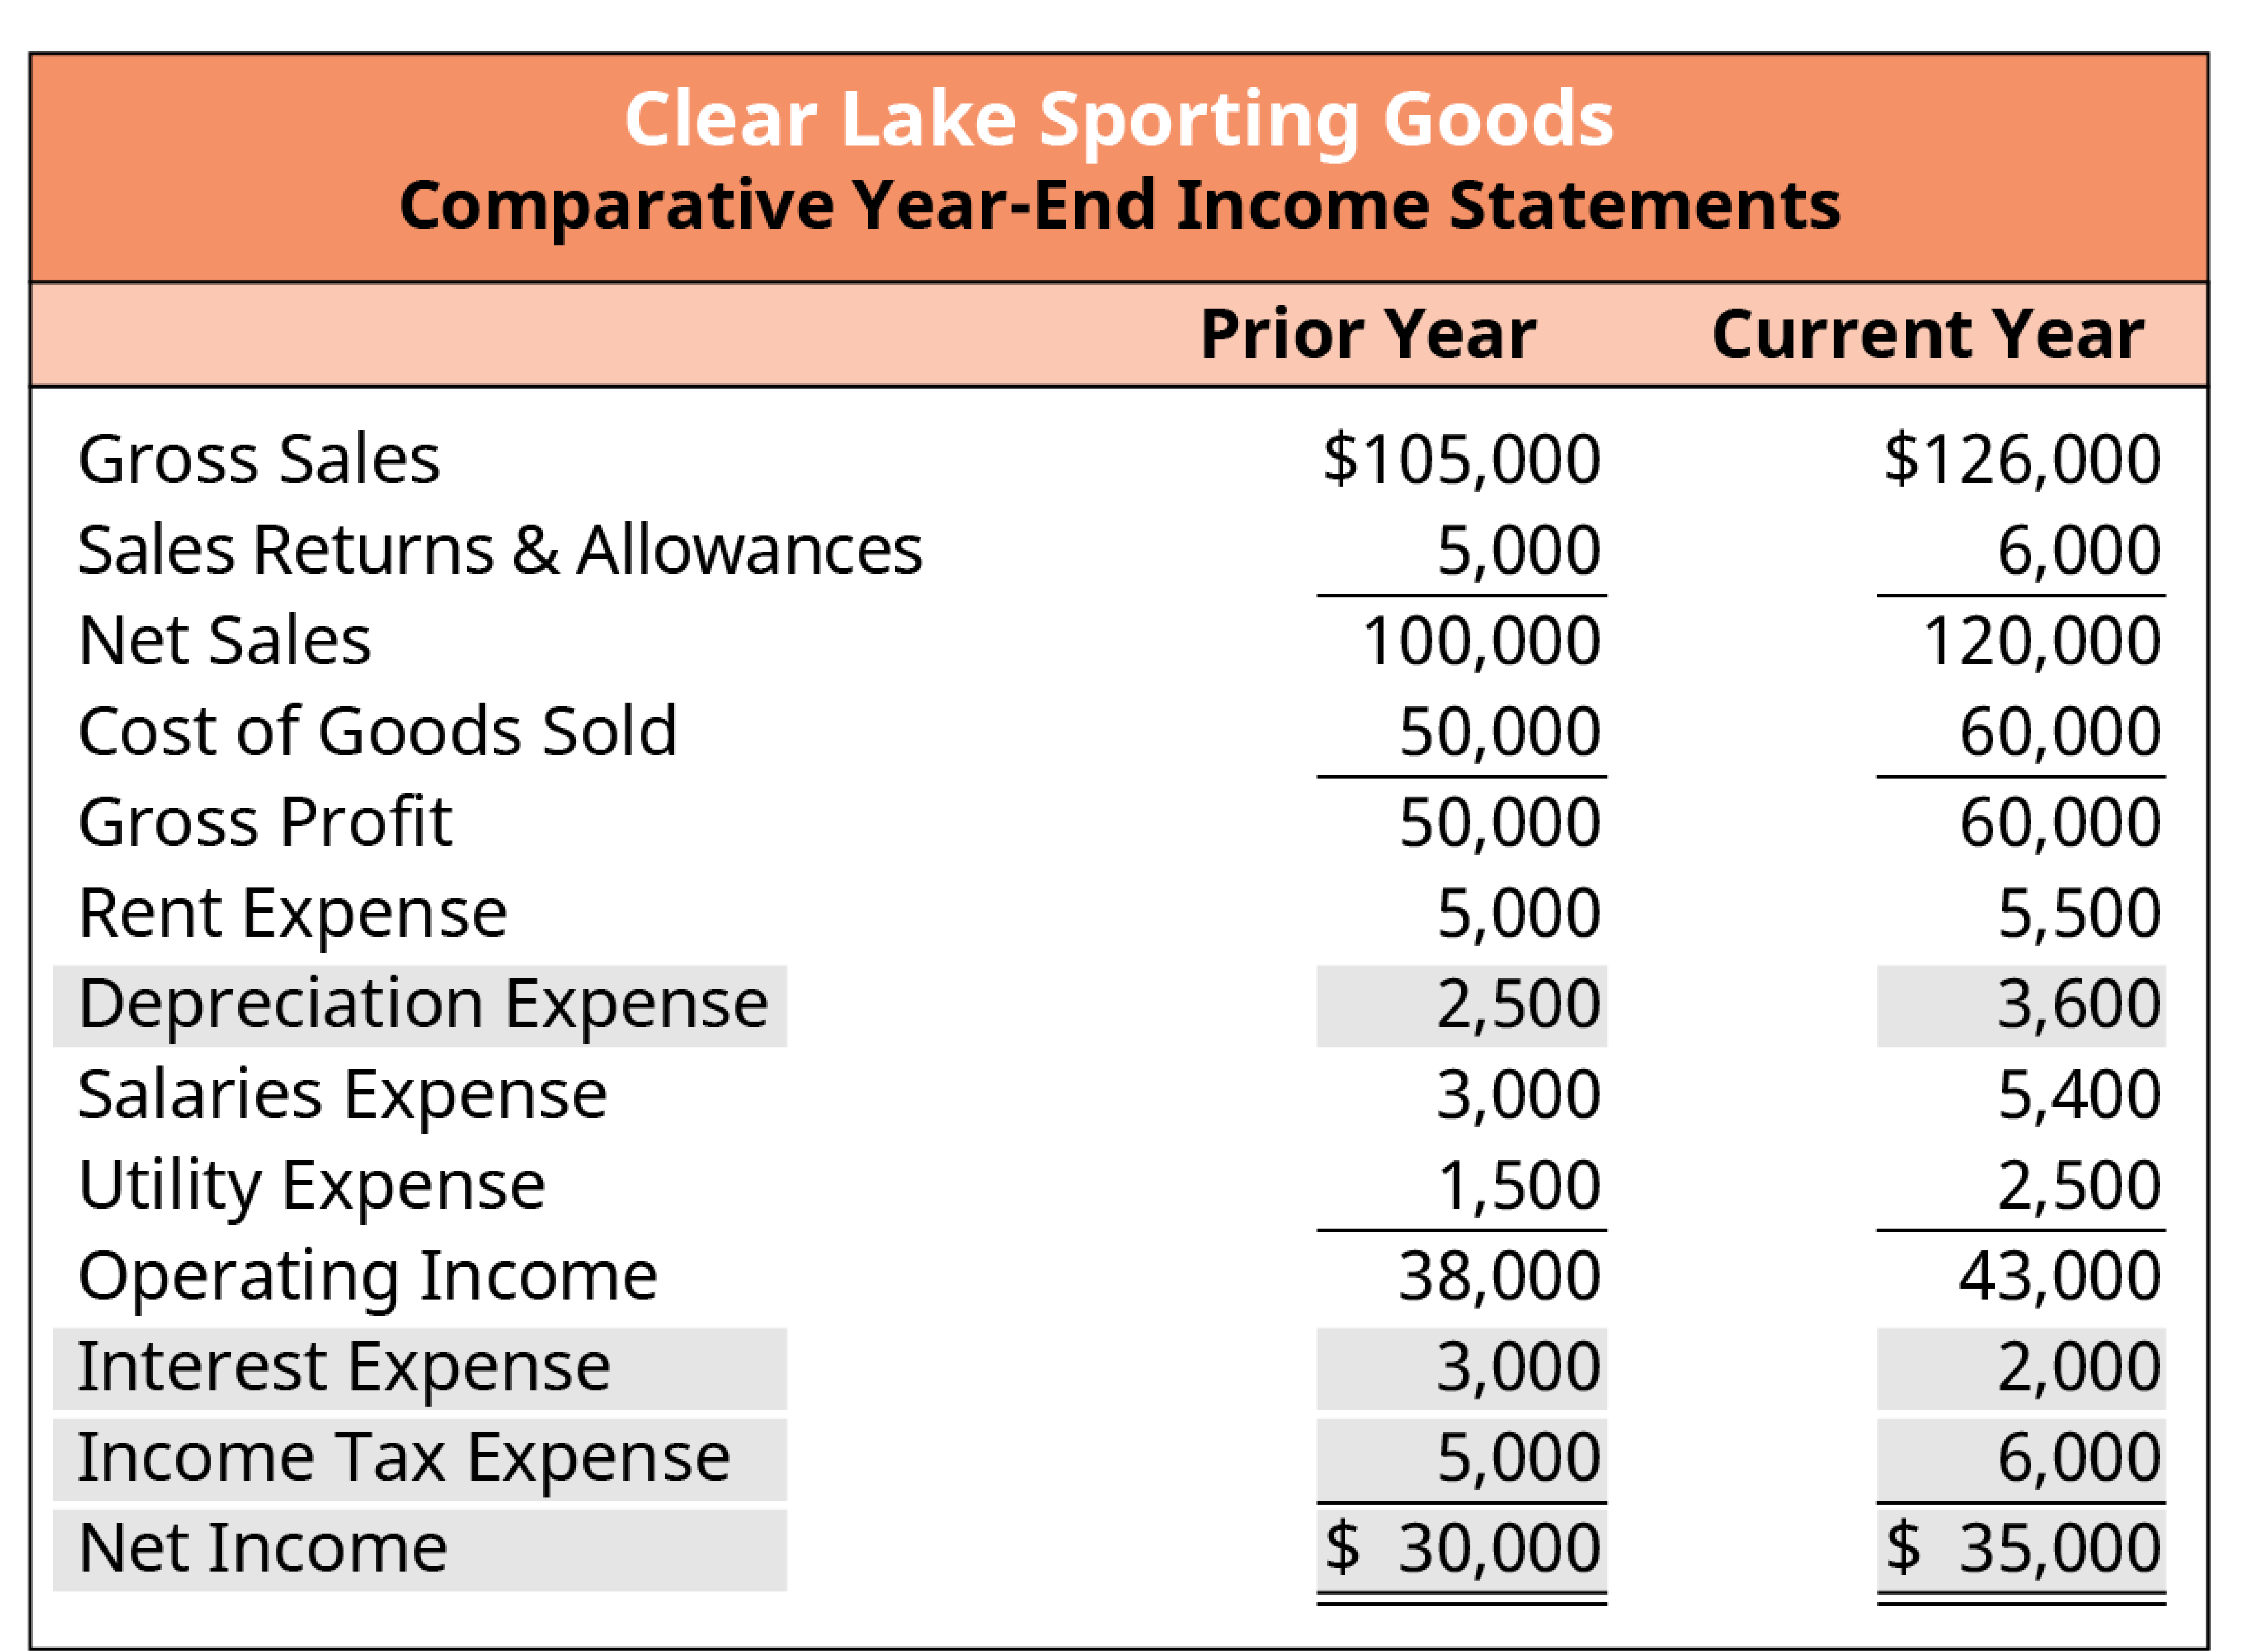 Clear Lake Sporting Goods
Comparative Year-End Income Statements
Prior Year Current Year
Gross Sales $105,000 $126,000
Sales Returns & Allowances 5,000 6,000
Net Sales 100,000 120,000
Cost of Goods Sold 50,000 60,000
Gross Profit 50,000 60,000
Rent Expense 5,000 5,500
Depreciation Expense 2,500 3,600
Salaries Expense 3,000 5,400
Utility Expense 1,500 2,500
Operating Income 38,000 43,000
Interest Expense 3,000 2,000
Income Tax Expense 5,000 6,000
Net Income $ 30,000 $ 35,000